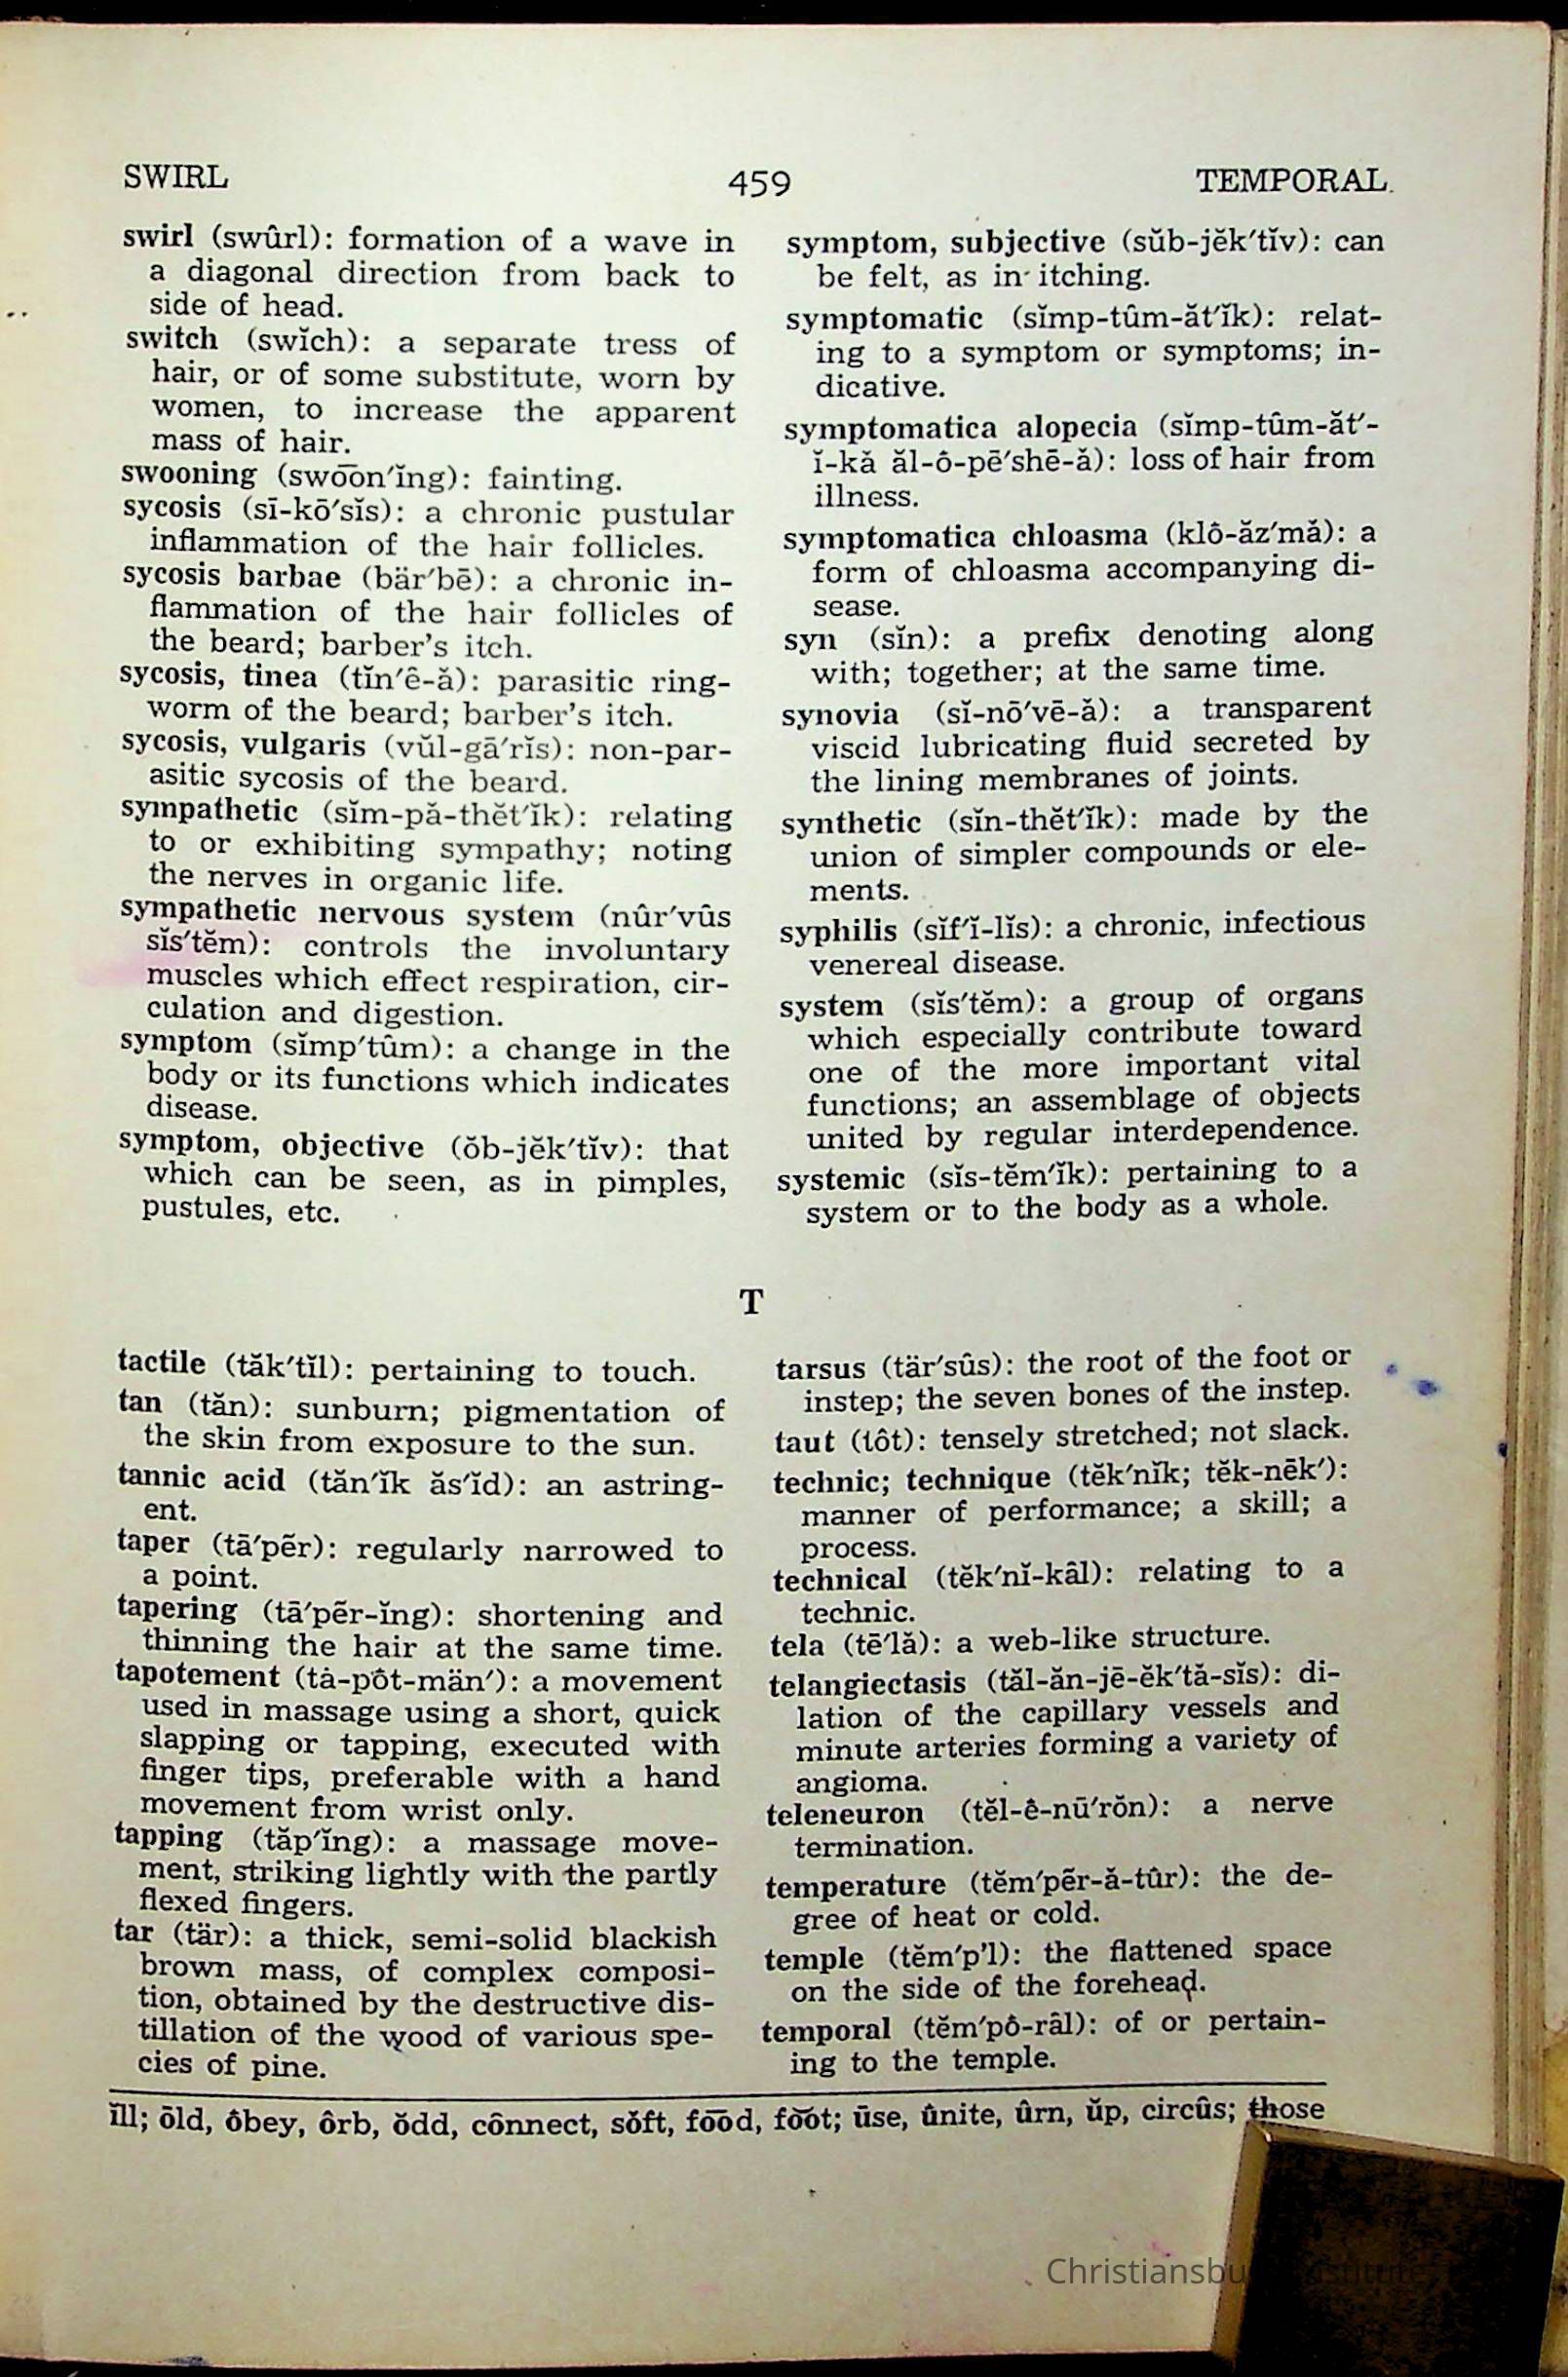 SWIRL 459 TEMPORAL
swirl (swûrl): formation of a wave in
a diagonal direction from back to
side of head.
switch (swĭch): a separate tress of
hair, or of some substitute, worn by
women, to increase the apparent
mass of hair.
swooning (swo͞on′ĭng): fainting.
sycosis (sī-kō′sĭs): a chronic pustular
inflammation of the hair follicles.
sycosis barbae (bär′bē): a chronic in-
flammation of the hair follicles of
the beard; barber's itch.
sycosis, tinea (tĭn′ê-ă): parasitic ring-
worm of the beard; barber's itch.
sycosis, vulgaris (vŭl-gā′rĭs): non-par-
asitic sycosis of the beard.
sympathetic (sĭm-pă-thĕt′ĭk): relating
to or exhibiting sympathy; noting
the nerves in organic life.
sympathetic nervous system (nûr′vûs
sĭs′tĕm): controls the involuntary
muscles which effect respiration, cir-
culation and digestion.
symptom (sĭmp′tûm): a change in the
body or its functions which indicates
disease.
symptom, objective (ŏb-jĕk′tĭv): that
which can be seen, as in pimples,
pustules, etc.
symptom, subjective (sŭb-jĕk′tĭv): can
be felt, as in itching.
symptomatic (sĭmp-tûm-ăt′ĭk): relat-
ing to a symptom or symptoms; in-
dicative.
symptomatica alopecia (sĭmp-tûm-ăt′-
ĭ-kă ăl-ô-pē′shē-ă): loss of hair from
illness.
symptomatica chloasma (klô-ăz′mă): a
form of chloasma accompanying di-
sease.
syn (sĭn): a prefix denoting along
with; together; at the same time.
synovia (sĭ-nō′vē-ă): a transparent
viscid lubricating fluid secreted by
the lining membranes of joints.
synthetic (sĭn-thĕt′ĭk): made by the
union of simpler compounds or ele-
ments.
syphilis (sĭf′ĭ-lĭs): a chronic, infectious
venereal disease.
system (sĭs′tĕm): a group of organs
which especially contribute toward
one of the more important vital
functions; an assemblage of objects
united by regular interdependence.
systemic (sĭs-tĕm′ĭk): pertaining to a
system or to the body as a whole.
T
tactile (tăk′tĭl): pertaining to touch.
tan (tăn): sunburn; pigmentation of
the skin from exposure to the sun.
tannic acid (tăn′ĭk ăs′ĭd): an astring-
ent.
taper (tā′pẽr): regularly narrowed to
a point.
tapering (tā′pẽr-ĭng): shortening and
thinning the hair at the same time.
tapotement (tȧ-pôt-män′): a movement
used in massage using a short, quick
slapping or tapping, executed with
finger tips, preferable with a hand
movement from wrist only.
tapping (tăp′ĭng): a massage move-
ment, striking lightly with the partly
flexed fingers.
tar (tär): a thick, semi-solid blackish
brown mass, of complex composi-
tion, obtained by the destructive dis-
tillation of the wood of various spe-
cies of pine.
tarsus (tär′sûs): the root of the foot or
instep; the seven bones of the instep.
taut (tôt): tensely stretched; not slack.
technic; technique (tĕk′nĭk; tĕk-nēk′):
manner of performance; a skill; a
process.
technical (tĕk′nĭ-kâl): relating to a
technic.
tela (tē′lă): a web-like structure.
telangiectasis (tăl-ăn-jē-ĕk′tă-sĭs): di-
lation of the capillary vessels and
minute arteries forming a variety of
angioma.
teleneuron (tĕl-ê-nū′rŏn): a nerve
termination.
temperature (tĕm′pẽr-ă-tûr): the de-
gree of heat or cold.
temple (tĕm′p'l): the flattened space
on the side of the forehead.
temporal (tĕm′pô-râl): of or pertain-
ing to the temple.
ĭll; ōld, ôbey, ôrb, ŏdd, cônnect, sŏft, fo͞od, fo͝ot; ūse, ûnite, ûrn, ŭp, circûs; those